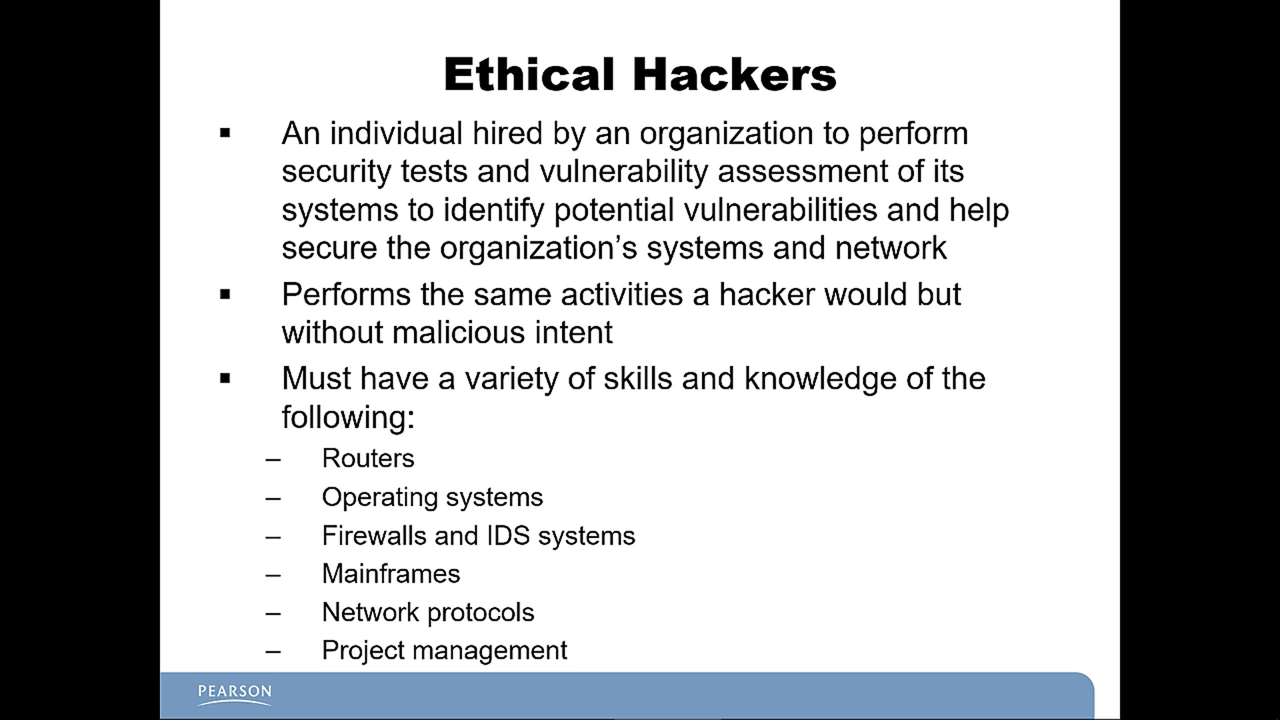 Ethical Hackers
▪ An individual hired by an organization to perform
security tests and vulnerability assessment of its
systems to identify potential vulnerabilities and help
secure the organization’s systems and network
▪ Performs the same activities a hacker would but
without malicious intent
▪ Must have a variety of skills and knowledge of the
following:
– Routers
– Operating systems
– Firewalls and IDS systems
– Mainframes
– Network protocols
– Project management
PEARSON